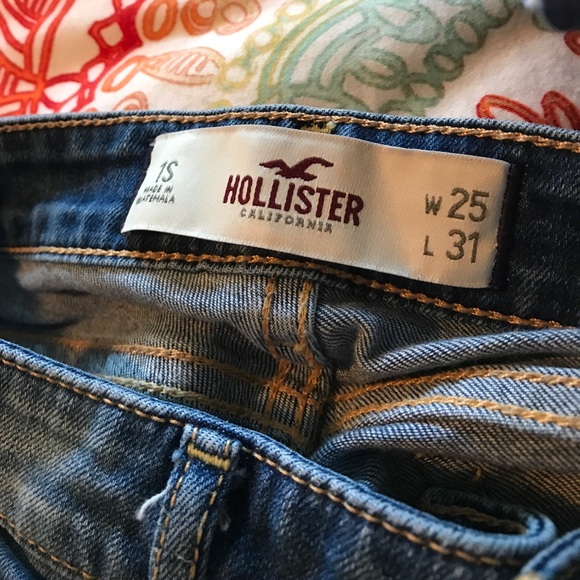 1S
MADE IN
GUATEMALA
HOLLISTER
CALIFORNIA
W 25
L 31